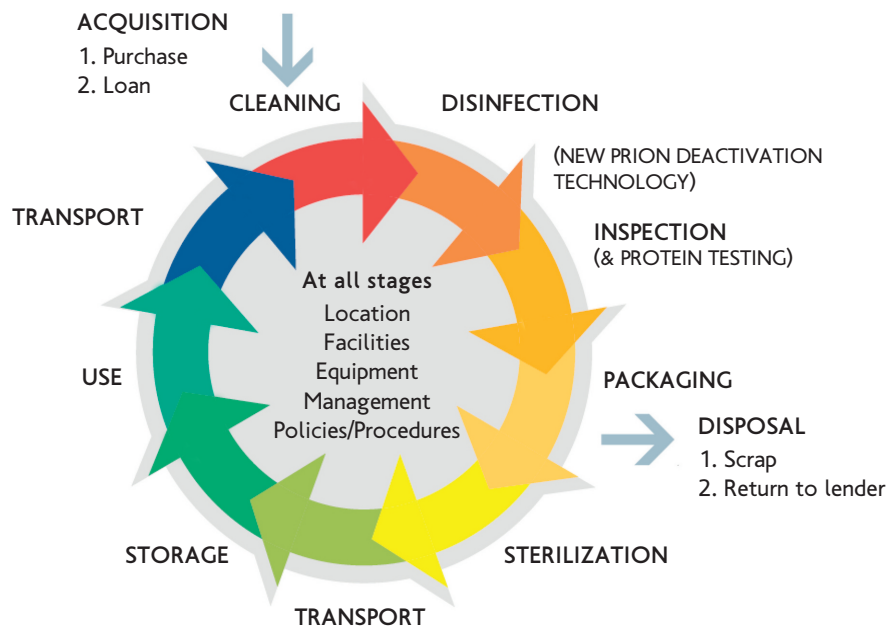 ACQUISITION
1. Purchase
2. Loan
CLEANING
DISINFECTION
(NEW PRION DEACTIVATION
TECHNOLOGY)
INSPECTION
(& PROTEIN TESTING)
PACKAGING
DISPOSAL
1. Scrap
2. Return to lender
STERILIZATION
TRANSPORT
STORAGE
USE
TRANSPORT
At all stages
Location
Facilities
Equipment
Management
Policies/Procedures